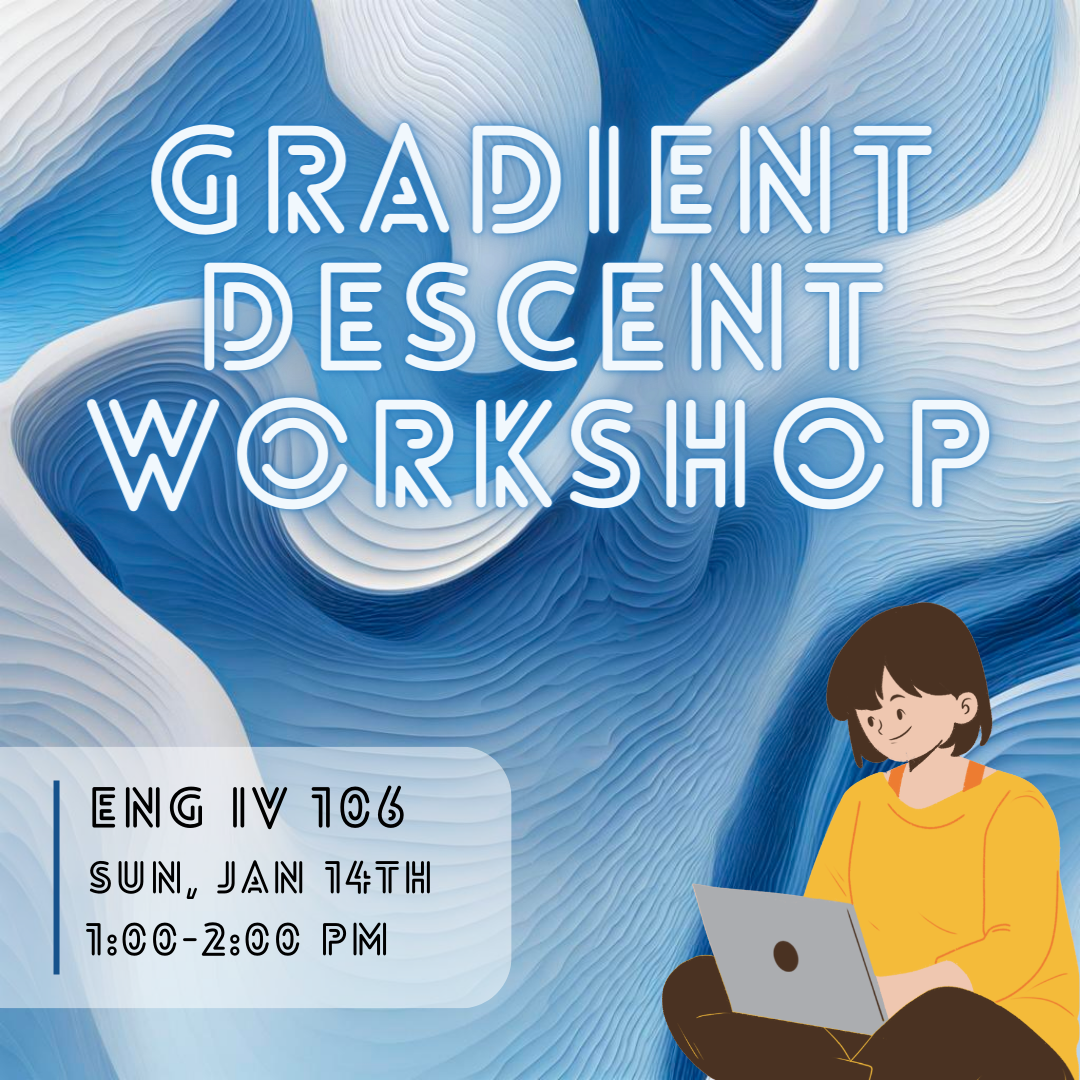 GRADIENT
DESCENT
WORKSHOP
ENG IV 106
SUN, JAN 14TH
1:00-2:00 PM